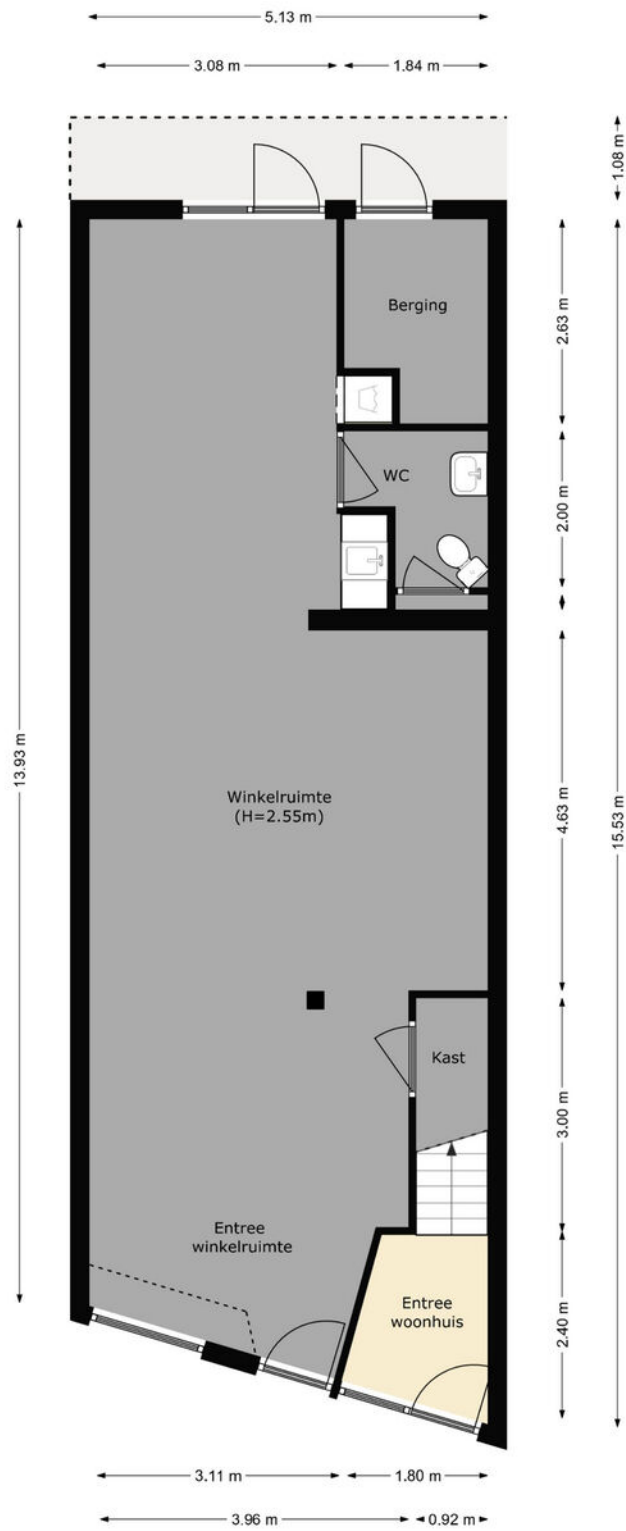 5.13 m
3.08 m
1.84 m
1.08 m
Berging
2.63 m
WC
2.00 m
13.93 m
Winkelruimte
(H=2.55m)
4.63 m
15.53 m
Kast
3.00 m
Entree
winkelruimte
Entree
woonhuis
2.40 m
3.11 m
1.80 m
3.96 m
0.92 m